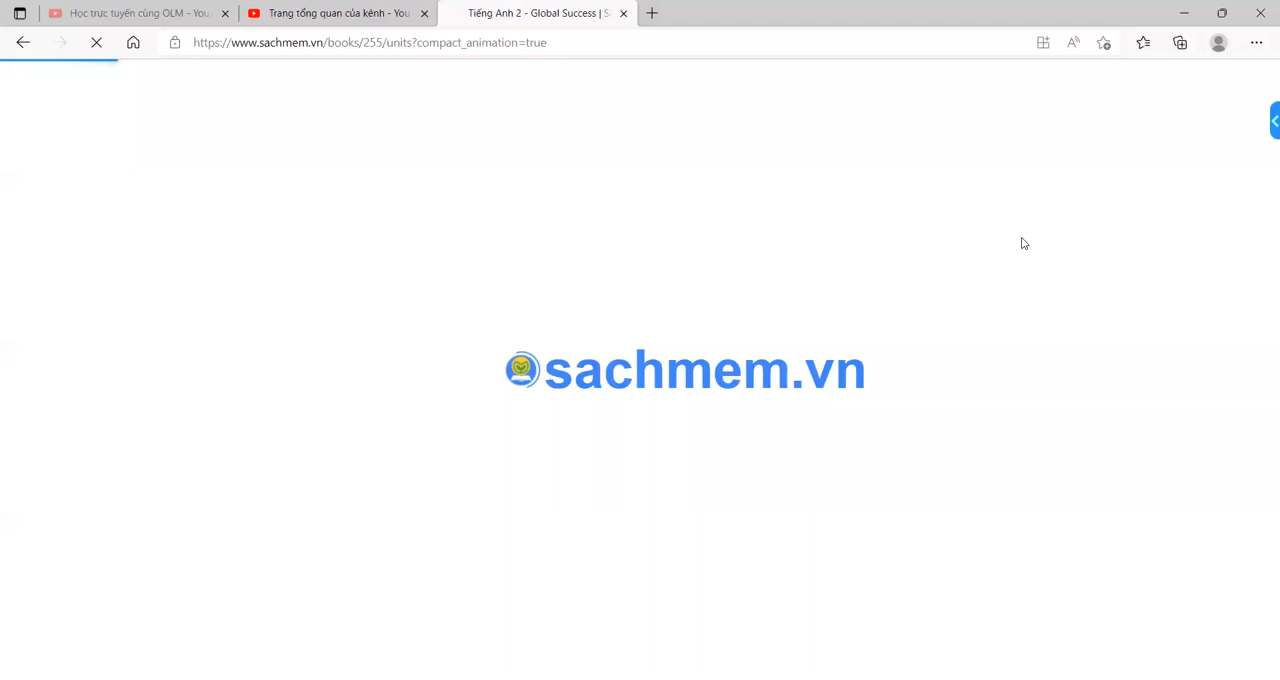 Học trực tuyến cùng OLM - You
Trang tổng quan của kênh - You
Tiếng Anh 2 - Global Success | S
https://www.sachmem.vn/books/255/units?compact_animation=true
sachmem.vn